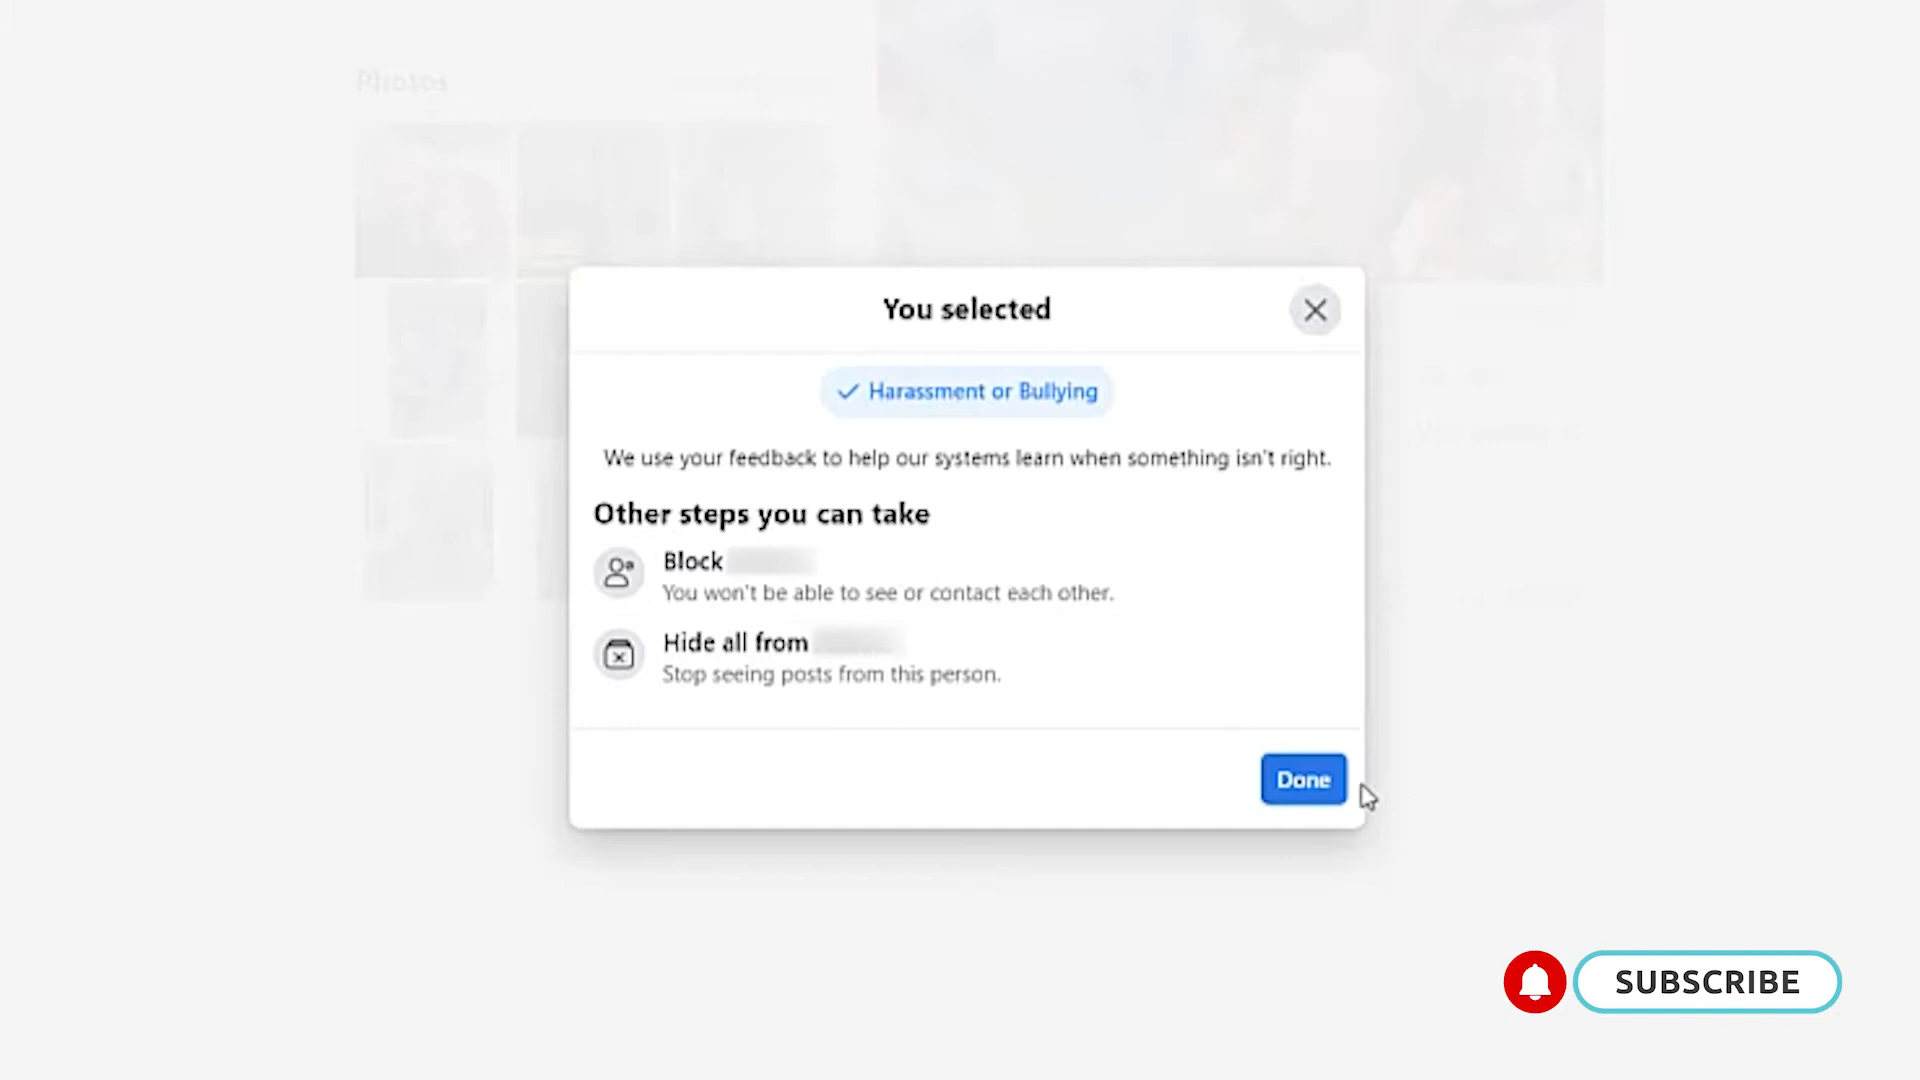 Photos
You selected
Harassment or Bullying
We use your feedback to help our systems learn when something isn't right.
Other steps you can take
Block
You won't be able to see or contact each other.
Hide all from
Stop seeing posts from this person.
Done
SUBSCRIBE